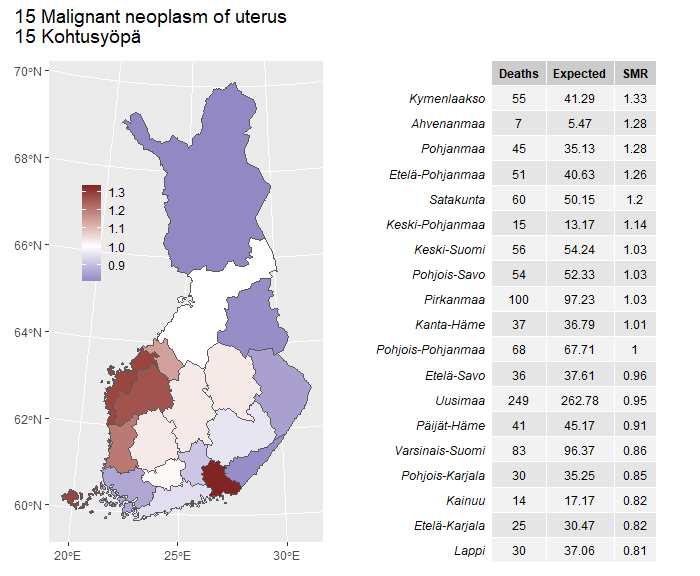 15 Malignant neoplasm of uterus
15 Kohtusyöpä
70°N
68°N
66°N
64°N
62°N
60°N
20°E 25°E 30°E
1.3
1.2
1.1
1.0
0.9
Deaths Expected SMR
Kymenlaakso 55 41.29 1.33
Ahvenanmaa 7 5.47 1.28
Pohjanmaa 45 35.13 1.28
Etelä-Pohjanmaa 51 40.63 1.26
Satakunta 60 50.15 1.2
Keski-Pohjanmaa 15 13.17 1.14
Keski-Suomi 56 54.24 1.03
Pohjois-Savo 54 52.33 1.03
Pirkanmaa 100 97.23 1.03
Kanta-Häme 37 36.79 1.01
Pohjois-Pohjanmaa 68 67.71 1
Etelä-Savo 36 37.61 0.96
Uusimaa 249 262.78 0.95
Päijät-Häme 41 45.17 0.91
Varsinais-Suomi 83 96.37 0.86
Pohjois-Karjala 30 35.25 0.85
Kainuu 14 17.17 0.82
Etelä-Karjala 25 30.47 0.82
Lappi 30 37.06 0.81